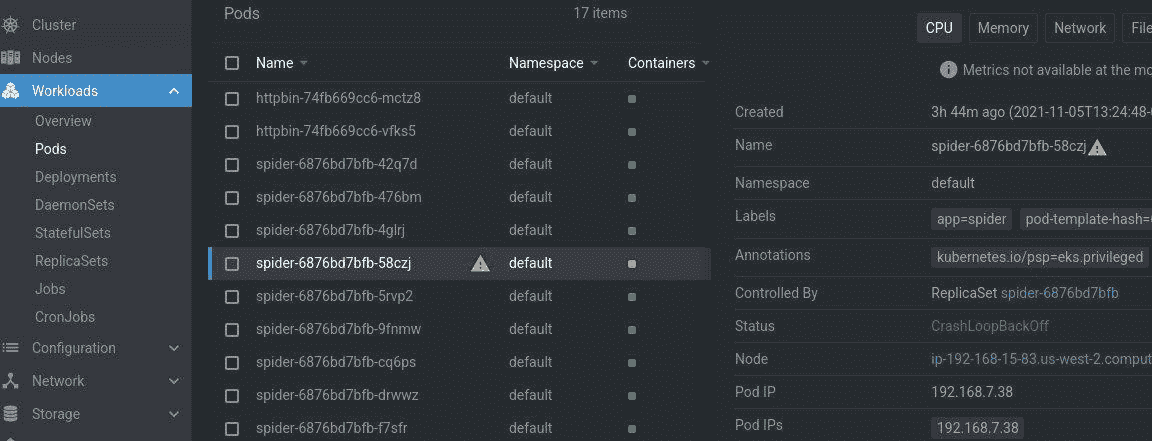 Pods 17 items
Cluster
Nodes
Workloads
Overview
Pods
Deployments
DaemonSets
StatefulSets
ReplicaSets
Jobs
CronJobs
Configuration
Network
Storage
Name Namespace Containers
httpbin-74fb669cc6-mctz8 default
httpbin-74fb669cc6-vfks5 default
spider-6876bd7bfb-42q7d default
spider-6876bd7bfb-476bm default
spider-6876bd7bfb-4glrj default
spider-6876bd7bfb-58czj default
spider-6876bd7bfb-5rvp2 default
spider-6876bd7bfb-9fnmw default
spider-6876bd7bfb-cq6ps default
spider-6876bd7bfb-drwwz default
spider-6876bd7bfb-f7sfr default
CPU Memory Network File
Metrics not available at the mo
Created 3h 44m ago (2021-11-05T13:24:48-
Name spider-6876bd7bfb-58czj
Namespace default
Labels app=spider pod-template-hash=
Annotations kubernetes.io/psp=eks.privileged
Controlled By ReplicaSet spider-6876bd7bfb
Status CrashLoopBackOff
Node ip-192-168-15-83.us-west-2.comput
Pod IP 192.168.7.38
Pod IPs 192.168.7.38